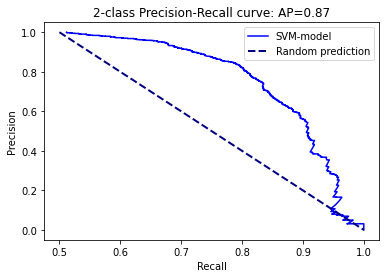 2-class Precision-Recall curve: AP=0.87
SVM-model
Random prediction
Precision
1.0
0.8
0.6
0.4
0.2
0.0
0.5 0.6 0.7 0.8 0.9 1.0
Recall